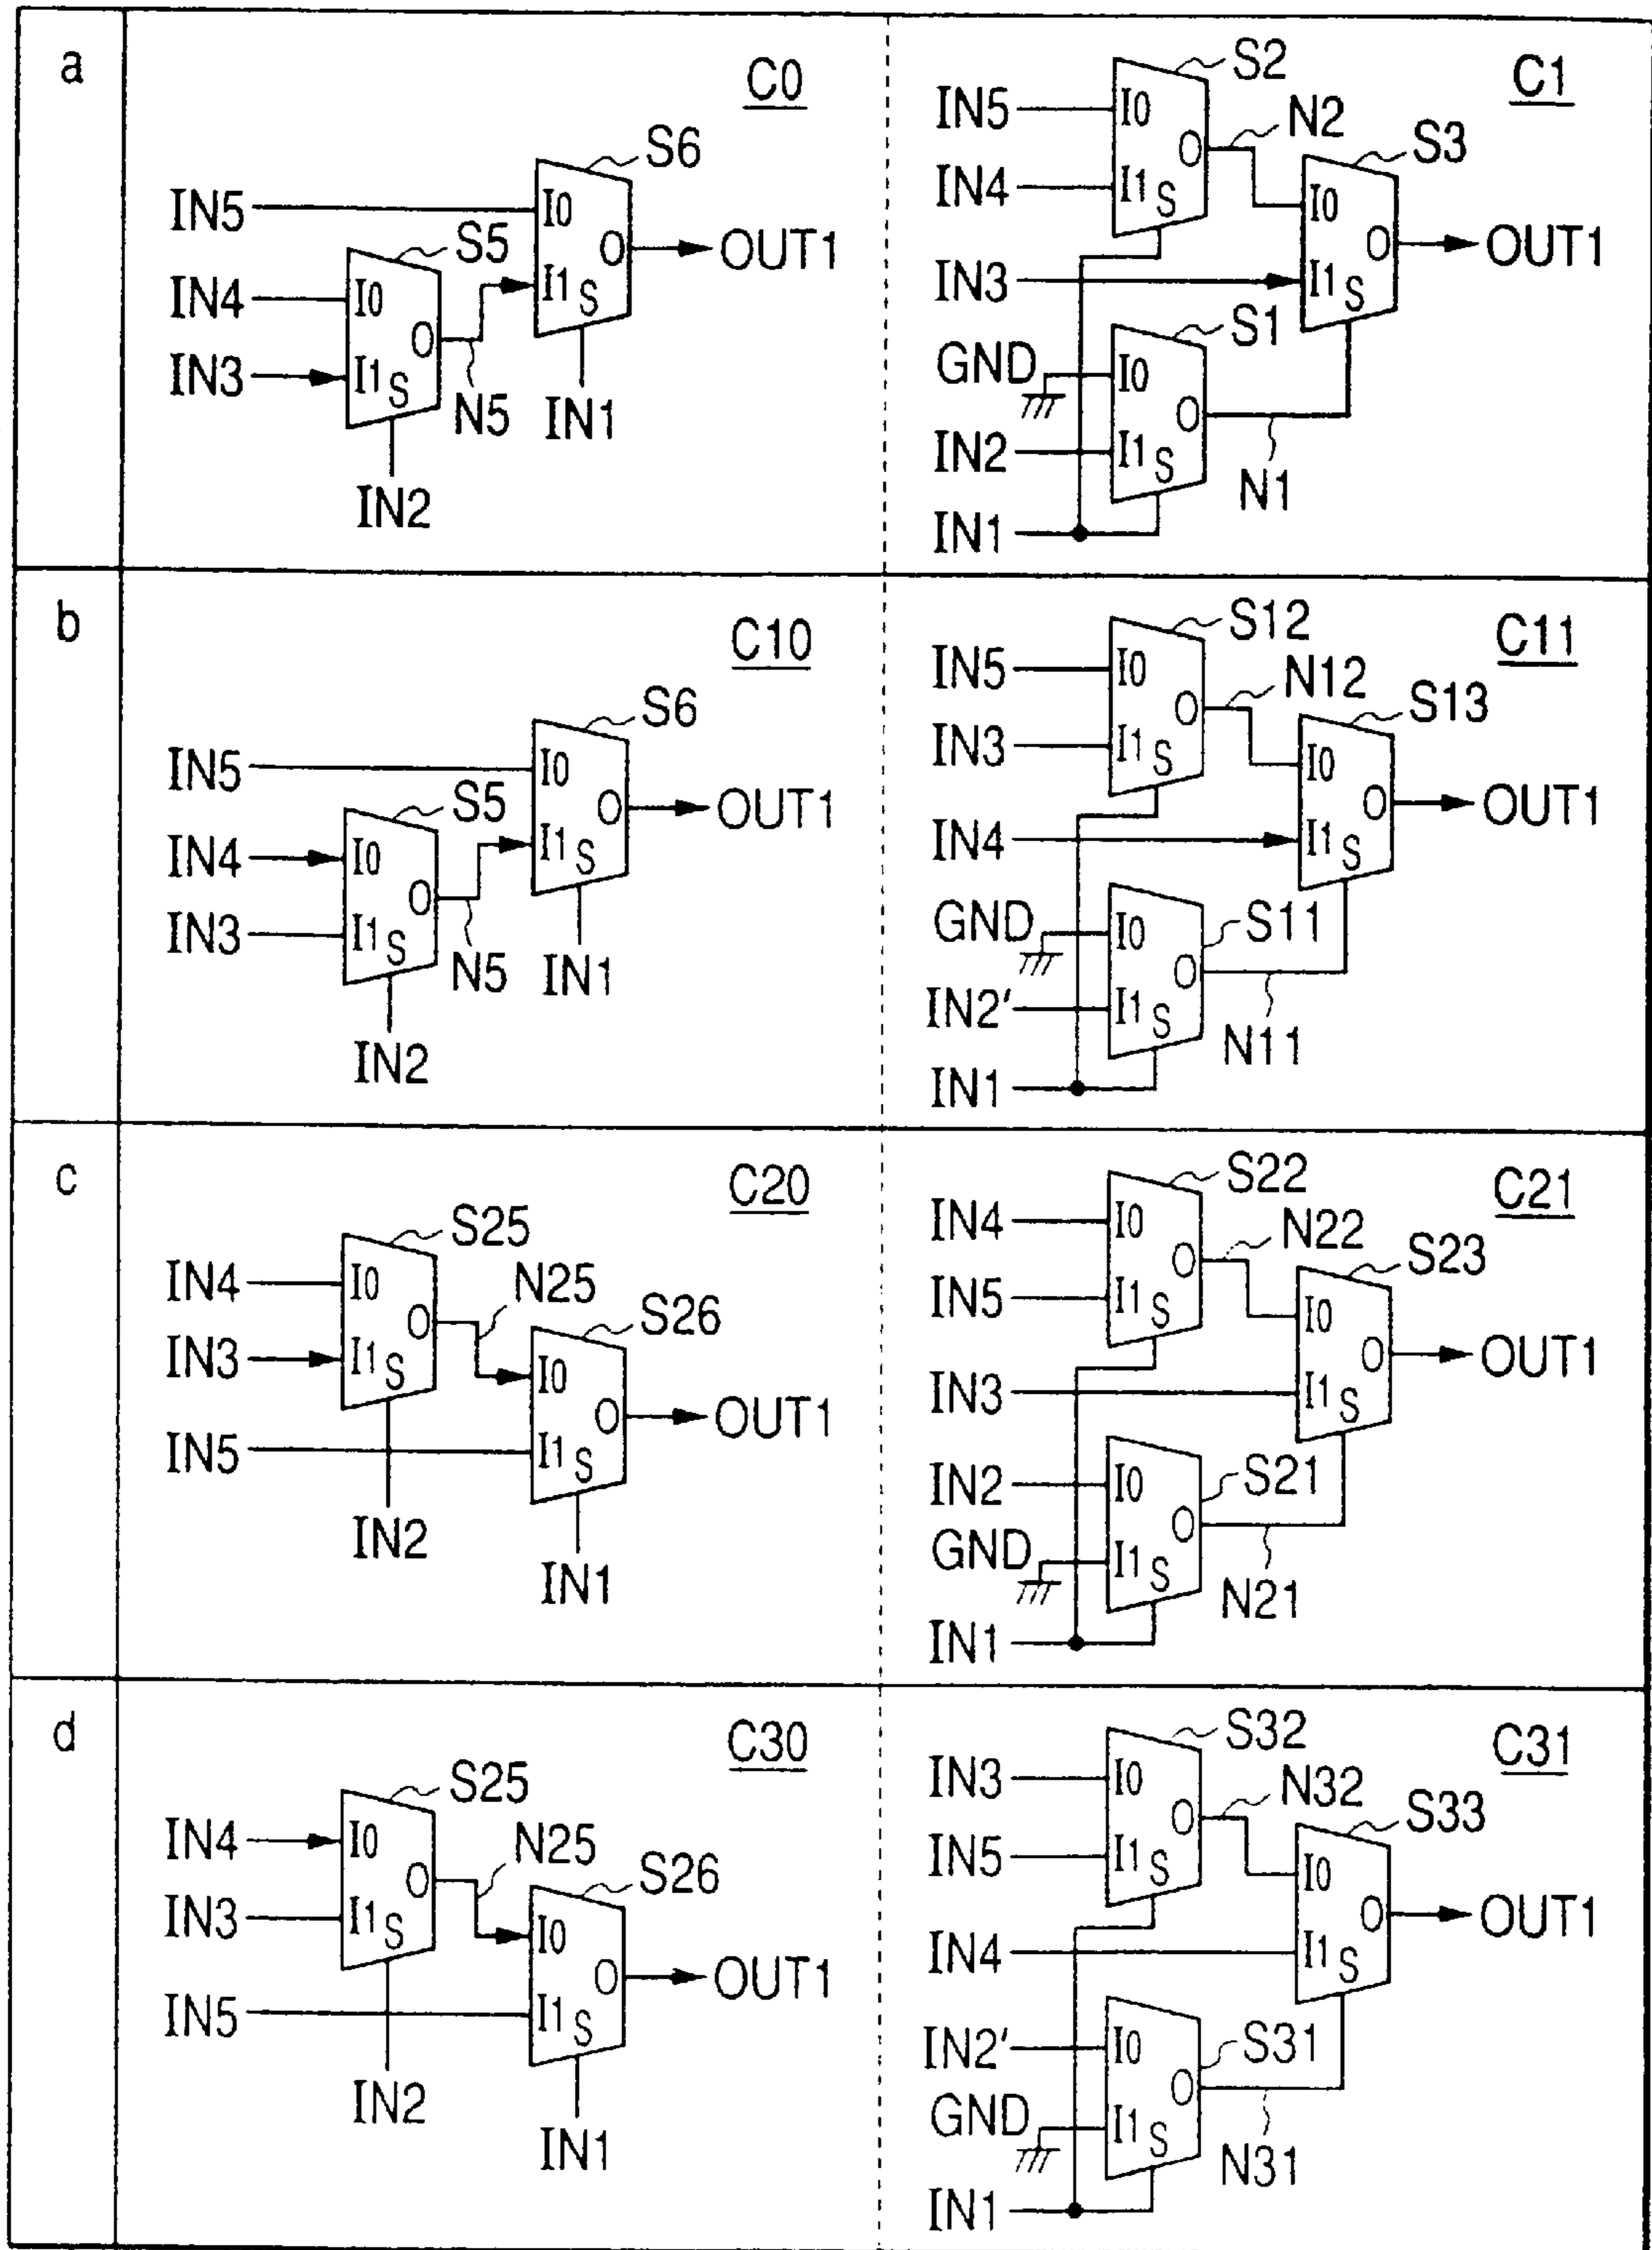 a
C0
S6
IN5
I0
O
OUT1
S5
IN4
I0
I1
S
IN3
I1
S
O
N5
IN1
IN2
C1
S2
IN5
I0
N2
O
S3
IN4
I1
S
I0
O
OUT1
IN3
I1
S
S1
GND
I0
O
IN2
I1
S
N1
IN1
b
C10
S6
IN5
I0
O
OUT1
S5
IN4
I0
I1
S
O
IN3
I1
S
N5
IN1
IN2
C11
S12
IN5
I0
N12
O
S13
IN3
I1
S
I0
O
OUT1
IN4
I1
S
GND
I0
S11
O
IN2'
I1
S
N11
IN1
c
C20
S25
IN4
I0
N25
O
S26
IN3
I1
S
I0
O
OUT1
IN5
I1
S
IN2
IN1
C21
S22
IN4
I0
N22
O
S23
IN5
I1
S
I0
O
OUT1
IN3
I1
S
IN2
I0
S21
O
GND
I1
S
N21
IN1
d
C30
S25
IN4
I0
N25
O
S26
IN3
I1
S
I0
O
OUT1
IN5
I1
S
IN2
IN1
C31
S32
IN3
I0
N32
O
S33
IN5
I1
S
I0
O
OUT1
IN4
I1
S
IN2'
I0
S31
O
GND
I1
S
N31
IN1